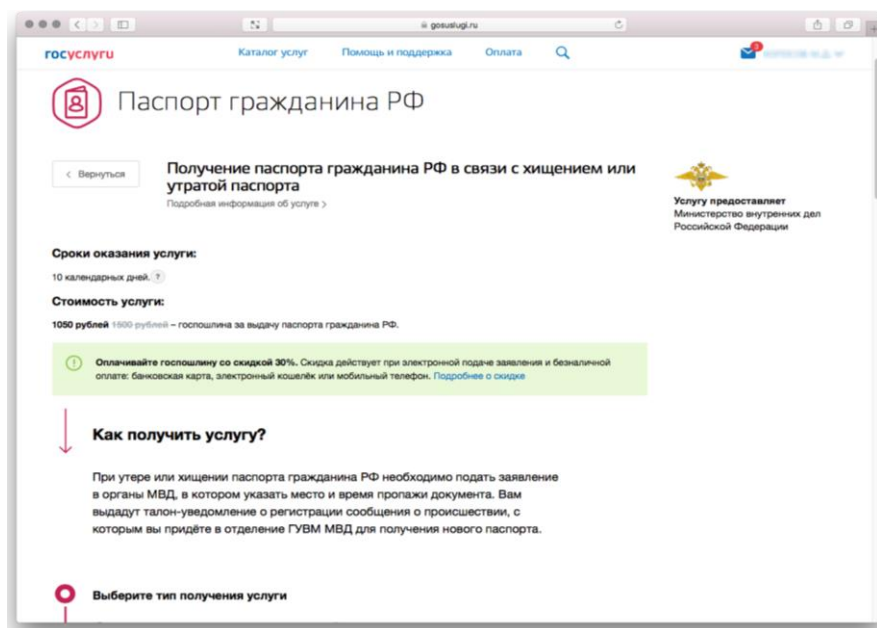 gosuslugi.ru
госуслуги Каталог услуг Помощь и поддержка Оплата
Паспорт гражданина РФ
Вернуться
Получение паспорта гражданина РФ в связи с хищением или
утратой паспорта
Подробная информация об услуге
Услугу предоставляет
Министерство внутренних дел
Российской Федерации
Сроки оказания услуги:
10 календарных дней. ?
Стоимость услуги:
1050 рублей 1500 рублей – госпошлина за выдачу паспорта гражданина РФ.
Оплачивайте госпошлину со скидкой 30%. Скидка действует при электронной подаче заявления и безналичной
оплате: банковская карта, электронный кошелёк или мобильный телефон. Подробнее о скидке
Как получить услугу?
При утере или хищении паспорта гражданина РФ необходимо подать заявление
в органы МВД, в котором указать место и время пропажи документа. Вам
выдадут талон-уведомление о регистрации сообщения о происшествии, с
которым вы придёте в отделение ГУВМ МВД для получения нового паспорта.
Выберите тип получения услуги